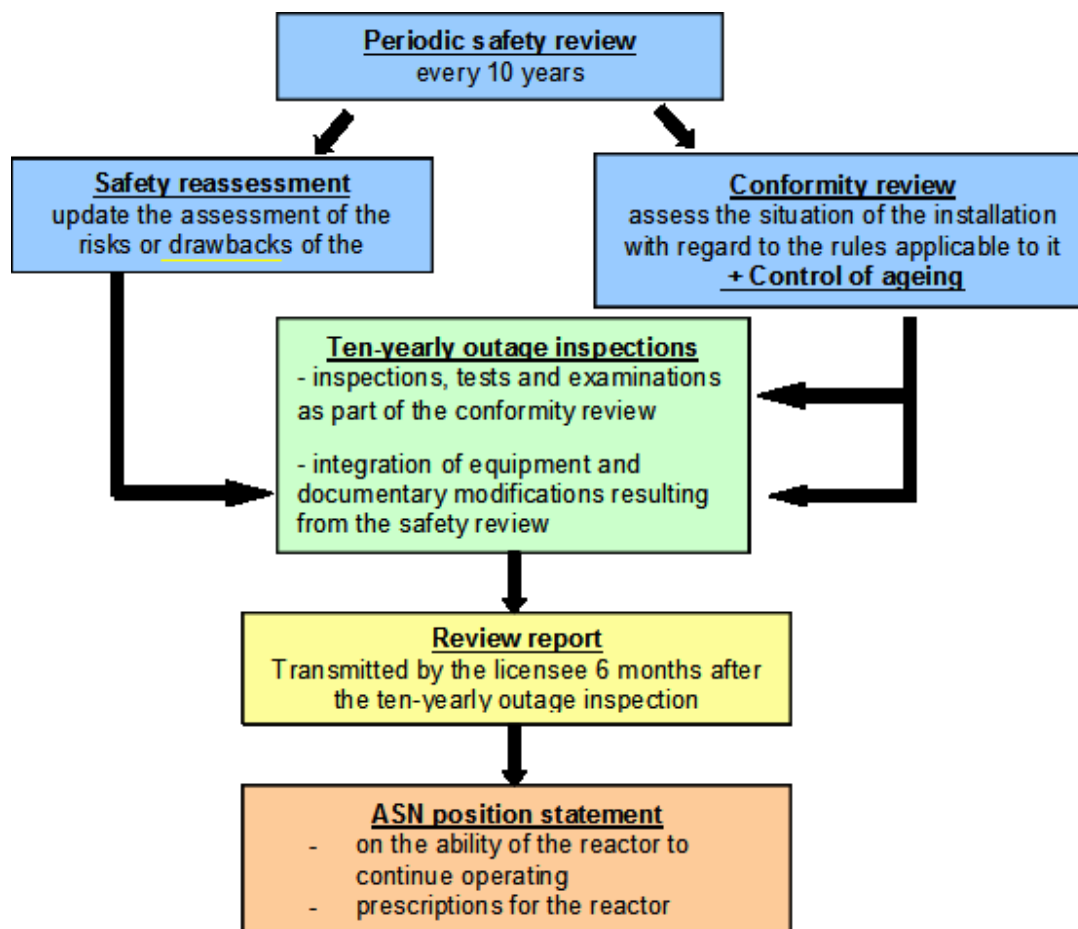 Periodic safety review
every 10 years
Safety reassessment
update the assessment of the
risks or drawbacks of the
Conformity review
assess the situation of the installation
with regard to the rules applicable to it
+ Control of ageing
Ten-yearly outage inspections
- inspections, tests and examinations
as part of the conformity review
- integration of equipment and
documentary modifications resulting
from the safety review
Review report
Transmitted by the licensee 6 months after
the ten-yearly outage inspection
ASN position statement
- on the ability of the reactor to
continue operating
- prescriptions for the reactor